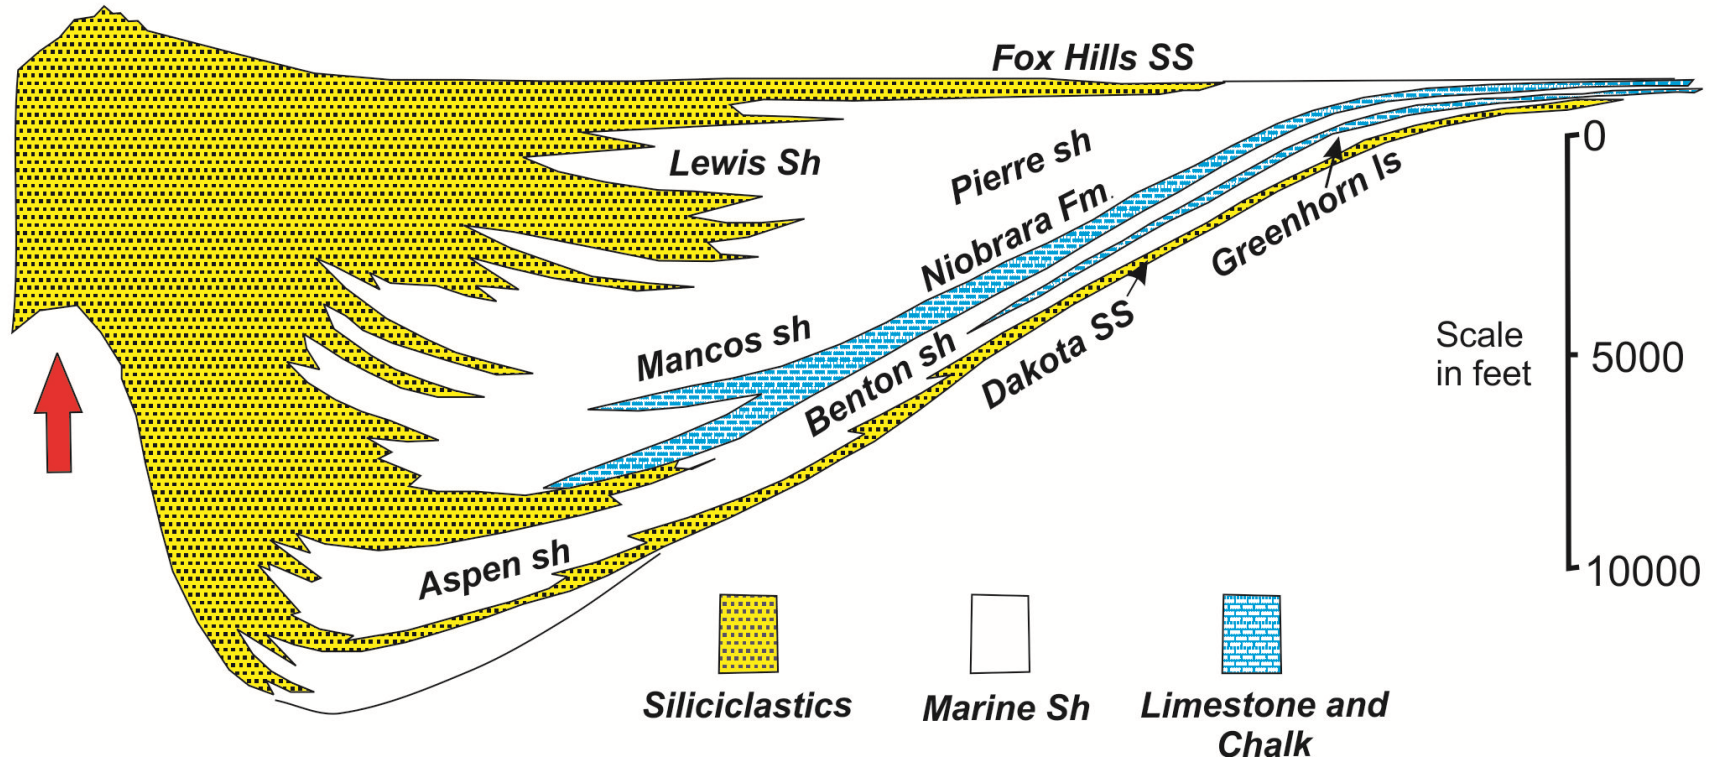 Fox Hills SS
Lewis Sh
Pierre sh
Niobrara Fm.
Greenhorn ls
Mancos sh
Benton sh
Dakota SS
Aspen sh
Scale
in feet
0
5000
10000
Siliciclastics
Marine Sh
Limestone and
Chalk